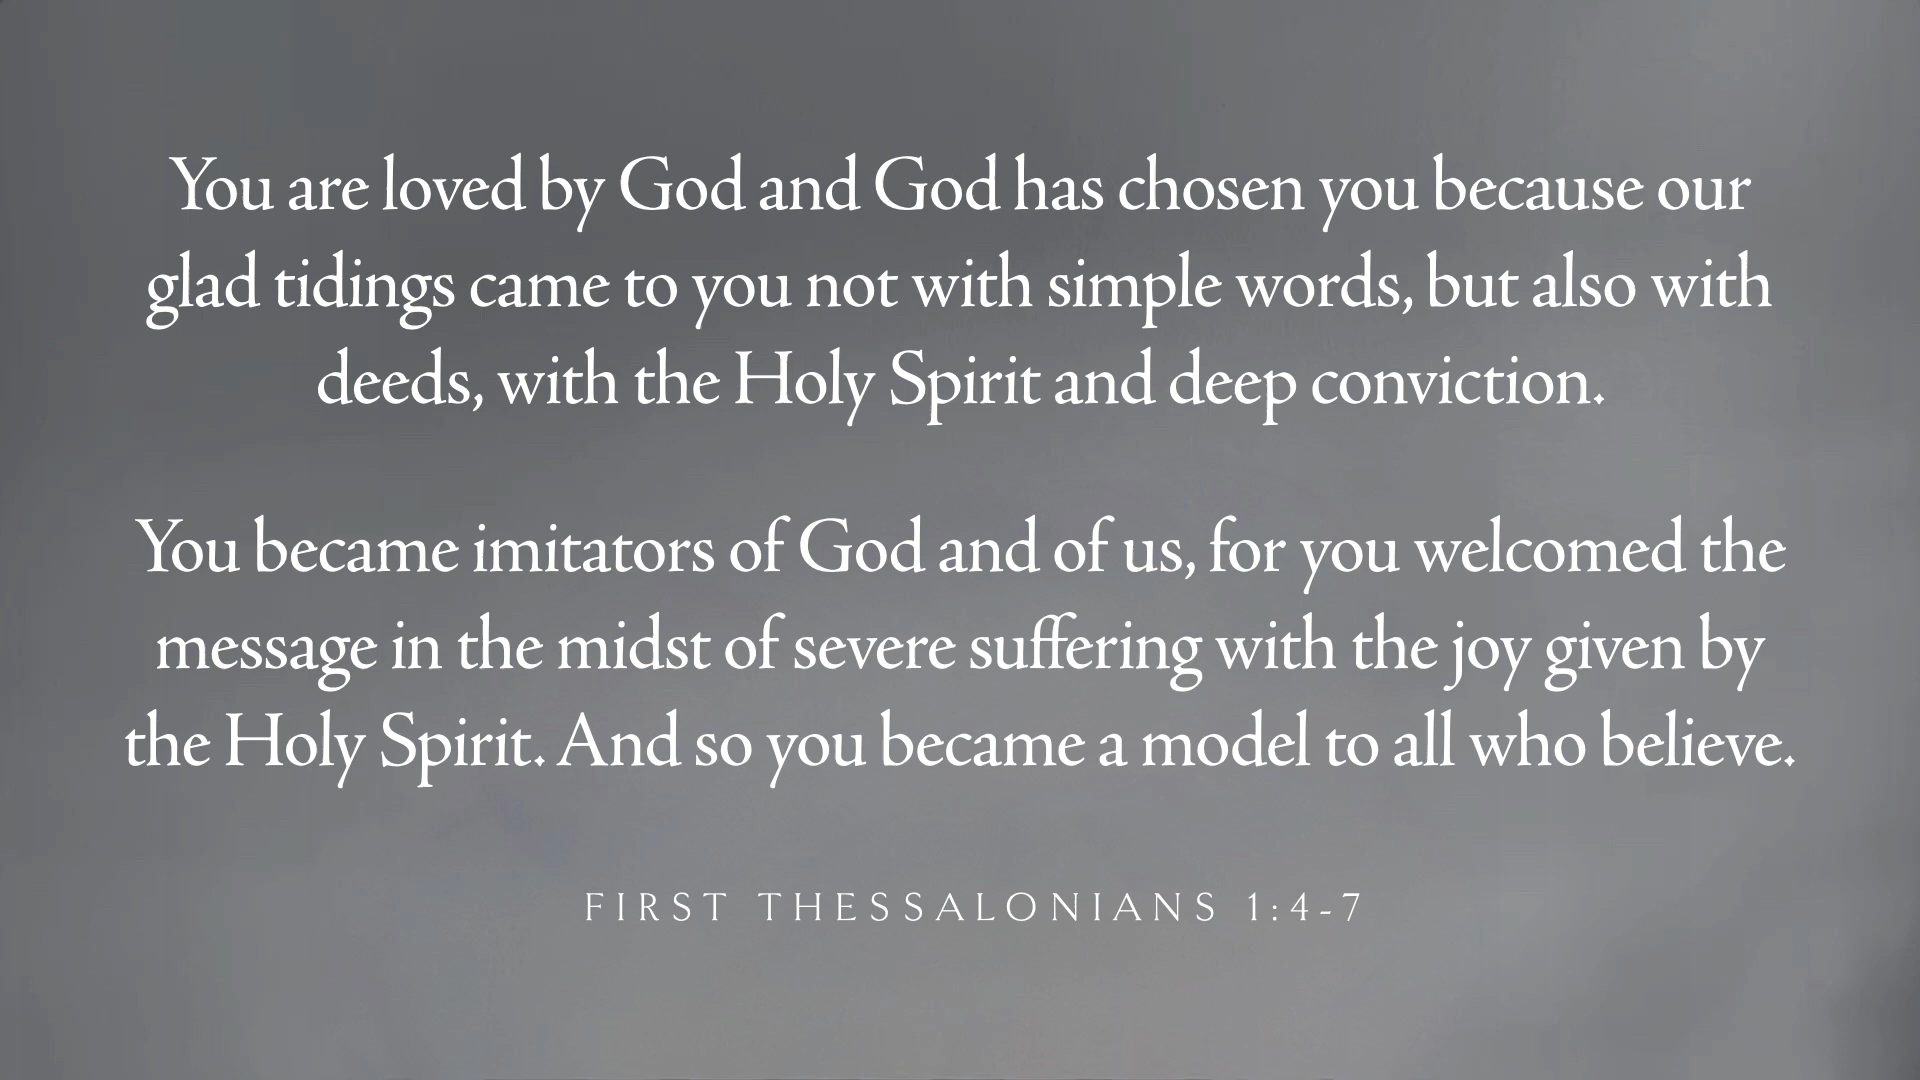 You are loved by God and God has chosen you because our
glad tidings came to you not with simple words, but also with
deeds, with the Holy Spirit and deep conviction.
You became imitators of God and of us, for you welcomed the
message in the midst of severe suffering with the joy given by
the Holy Spirit. And so you became a model to all who believe.
FIRST THESSALONIANS 1:4-7